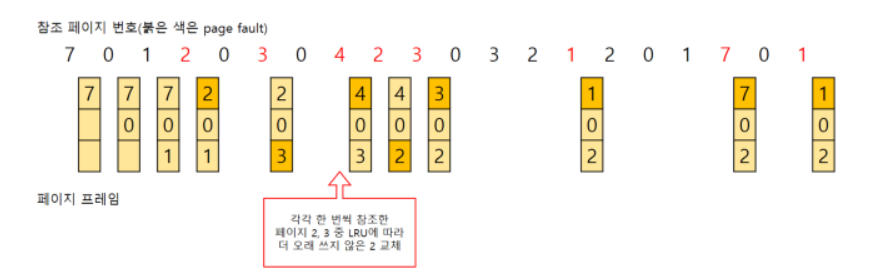 참조 페이지 번호(붉은 색은 page fault)
7 0 1 2 0 3 0 4 2 3 0 3 2 1 2 0 1 7 0 1
7 7 7 2 2 4 4 3 1 7 1
0 0 0 0 0 0 0 0 0 0
1 1 3 3 2 2 2 2 2
페이지 프레임
각각 한 번씩 참조한
페이지 2, 3 중 LRU에 따라
더 오래 쓰지 않은 2 교체